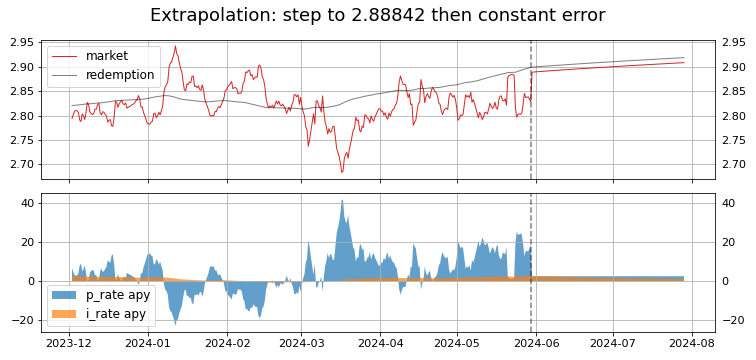 Extrapolation: step to 2.88842 then constant error
2.95 2.95
2.90 2.90
2.85 2.85
2.80 2.80
2.75 2.75
2.70 2.70
market
redemption
40 40
20 20
0 0
−20 −20
p_rate apy
i_rate apy
2023-12 2024-01 2024-02 2024-03 2024-04 2024-05 2024-06 2024-07 2024-08